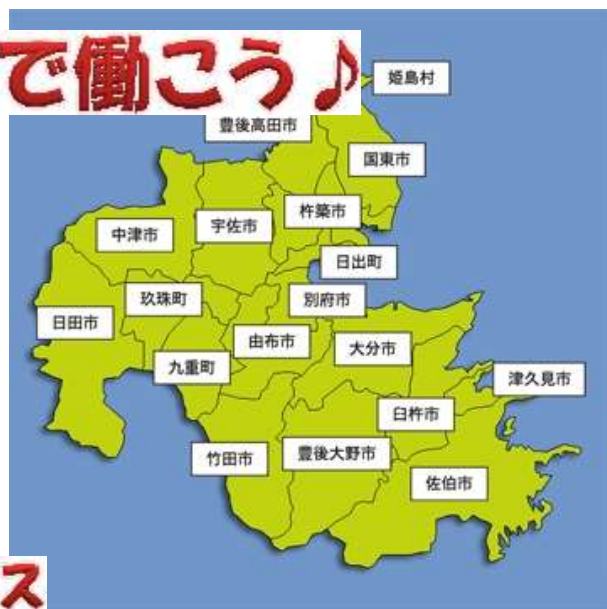 で働こう♪
姫島村
豊後高田市
国東市
杵築市
宇佐市
中津市
日出町
玖珠町
別府市
日田市
由布市
大分市
九重町
津久見市
臼杵市
竹田市
豊後大野市
佐伯市
ス